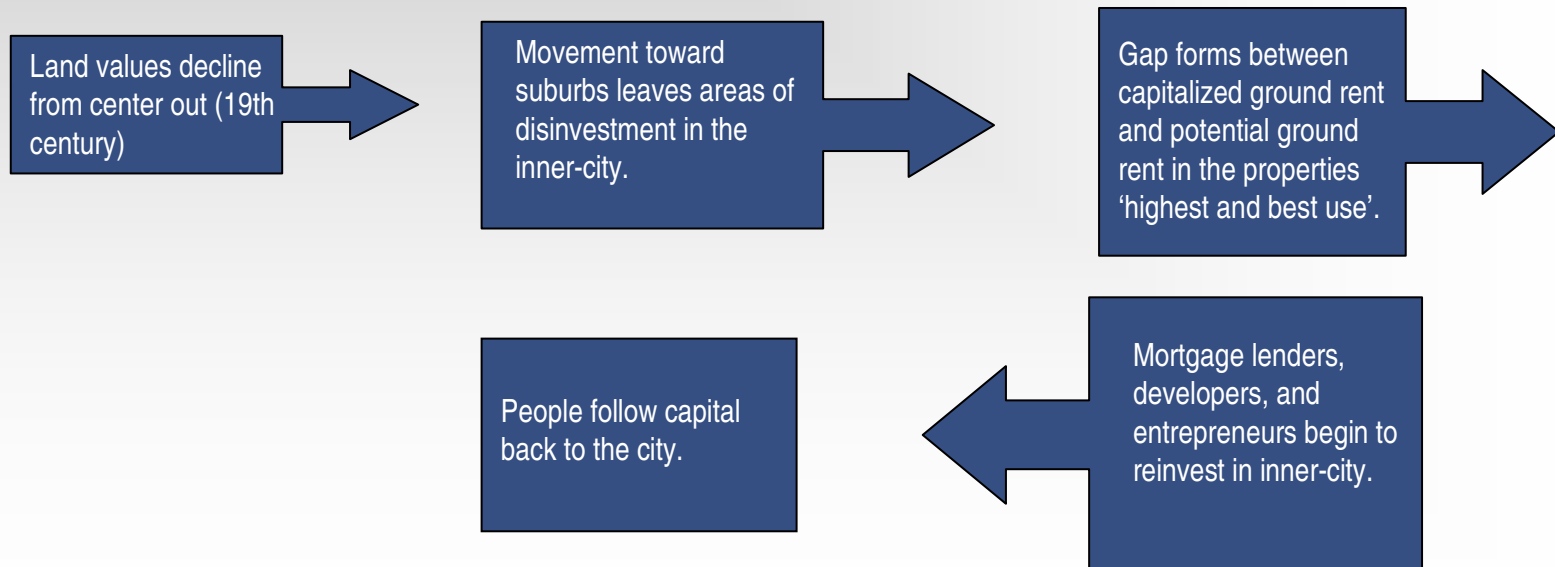 Land values decline
from center out (19th
century)
Movement toward
suburbs leaves areas of
disinvestment in the
inner-city.
Gap forms between
capitalized ground rent
and potential ground
rent in the properties
‘highest and best use’.
Mortgage lenders,
developers, and
entrepreneurs begin to
reinvest in inner-city.
People follow capital
back to the city.